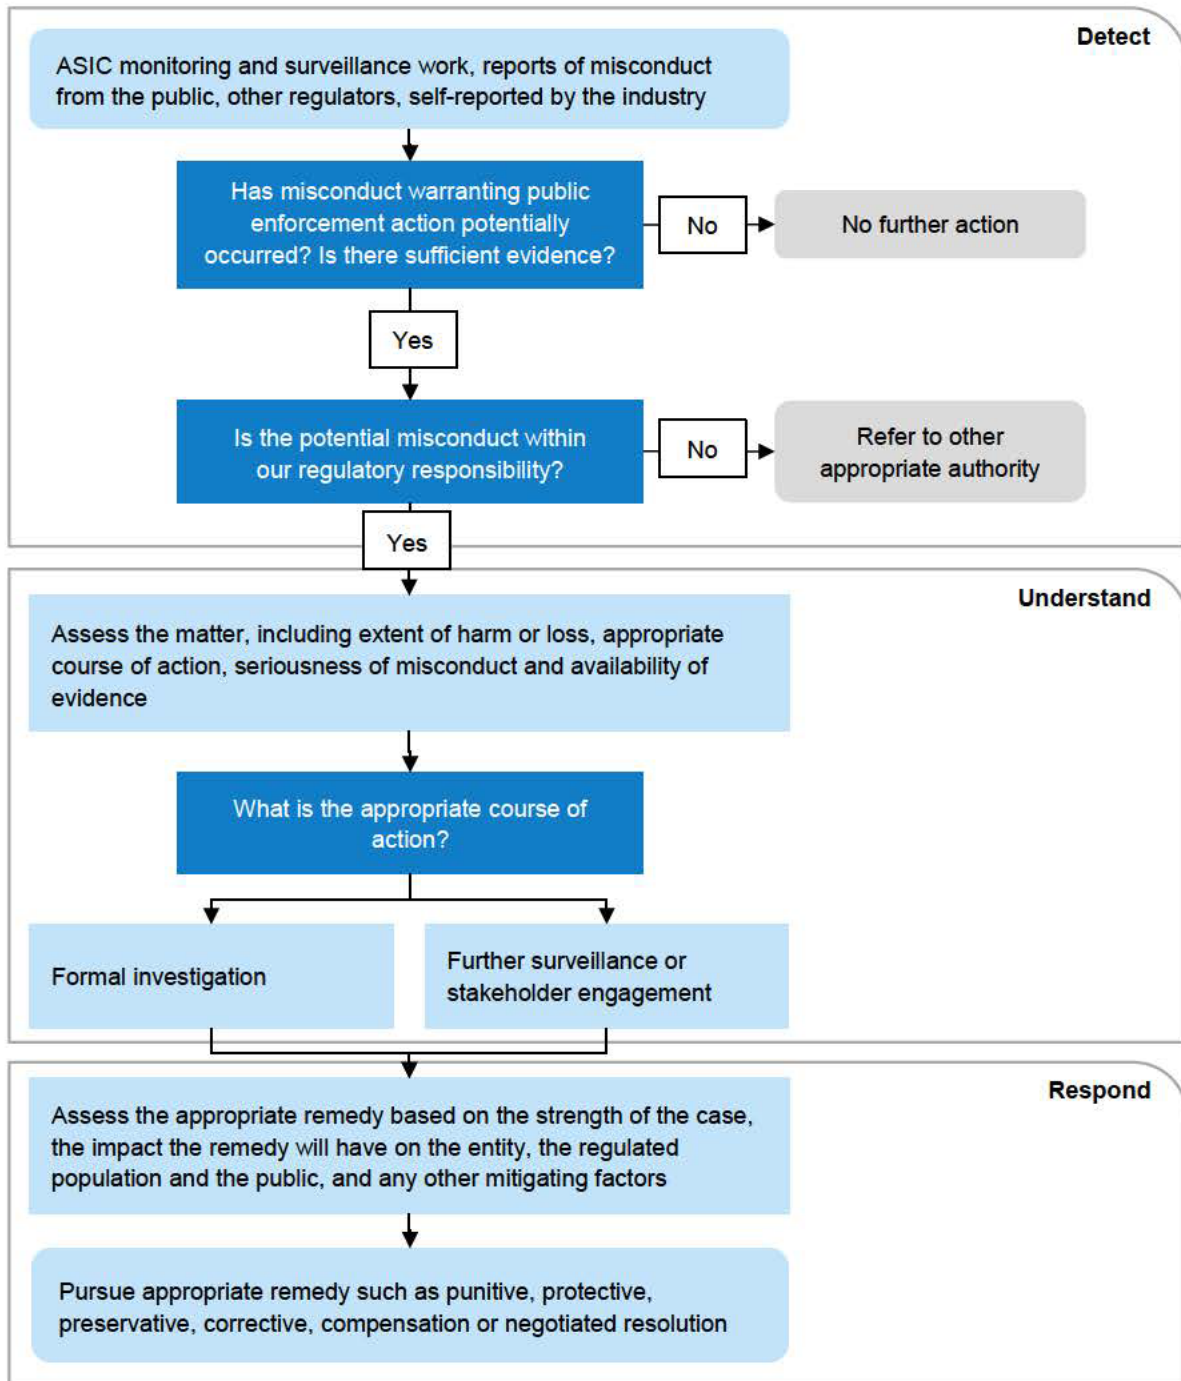 Detect
ASIC monitoring and surveillance work, reports of misconduct
from the public, other regulators, self-reported by the industry
Has misconduct warranting public
enforcement action potentially
occurred? Is there sufficient evidence?
No
No further action
Yes
Is the potential misconduct within
our regulatory responsibility?
No
Refer to other
appropriate authority
Yes
Understand
Assess the matter, including extent of harm or loss, appropriate
course of action, seriousness of misconduct and availability of
evidence
What is the appropriate course of
action?
Formal investigation
Further surveillance or
stakeholder engagement
Respond
Assess the appropriate remedy based on the strength of the case,
the impact the remedy will have on the entity, the regulated
population and the public, and any other mitigating factors
Pursue appropriate remedy such as punitive, protective,
preservative, corrective, compensation or negotiated resolution